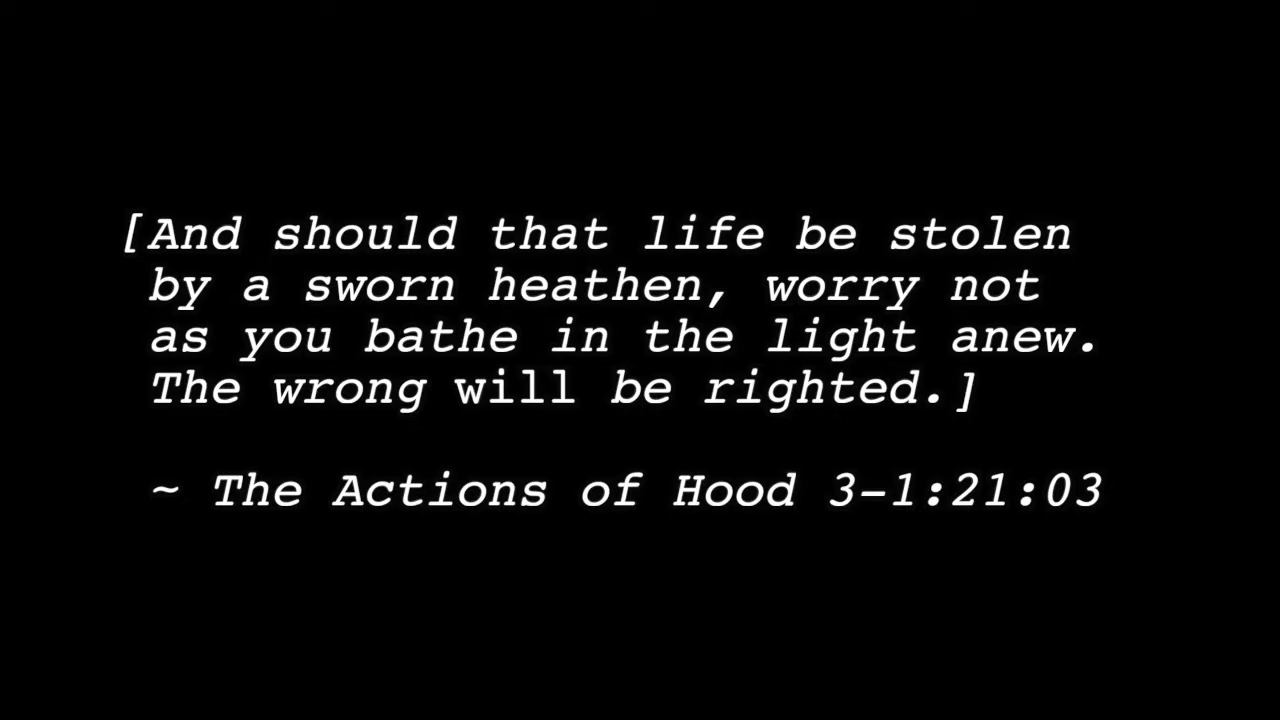 [And should that life be stolen
by a sworn heathen, worry not
as you bathe in the light anew.
The wrong will be righted.]
~ The Actions of Hood 3-1:21:03